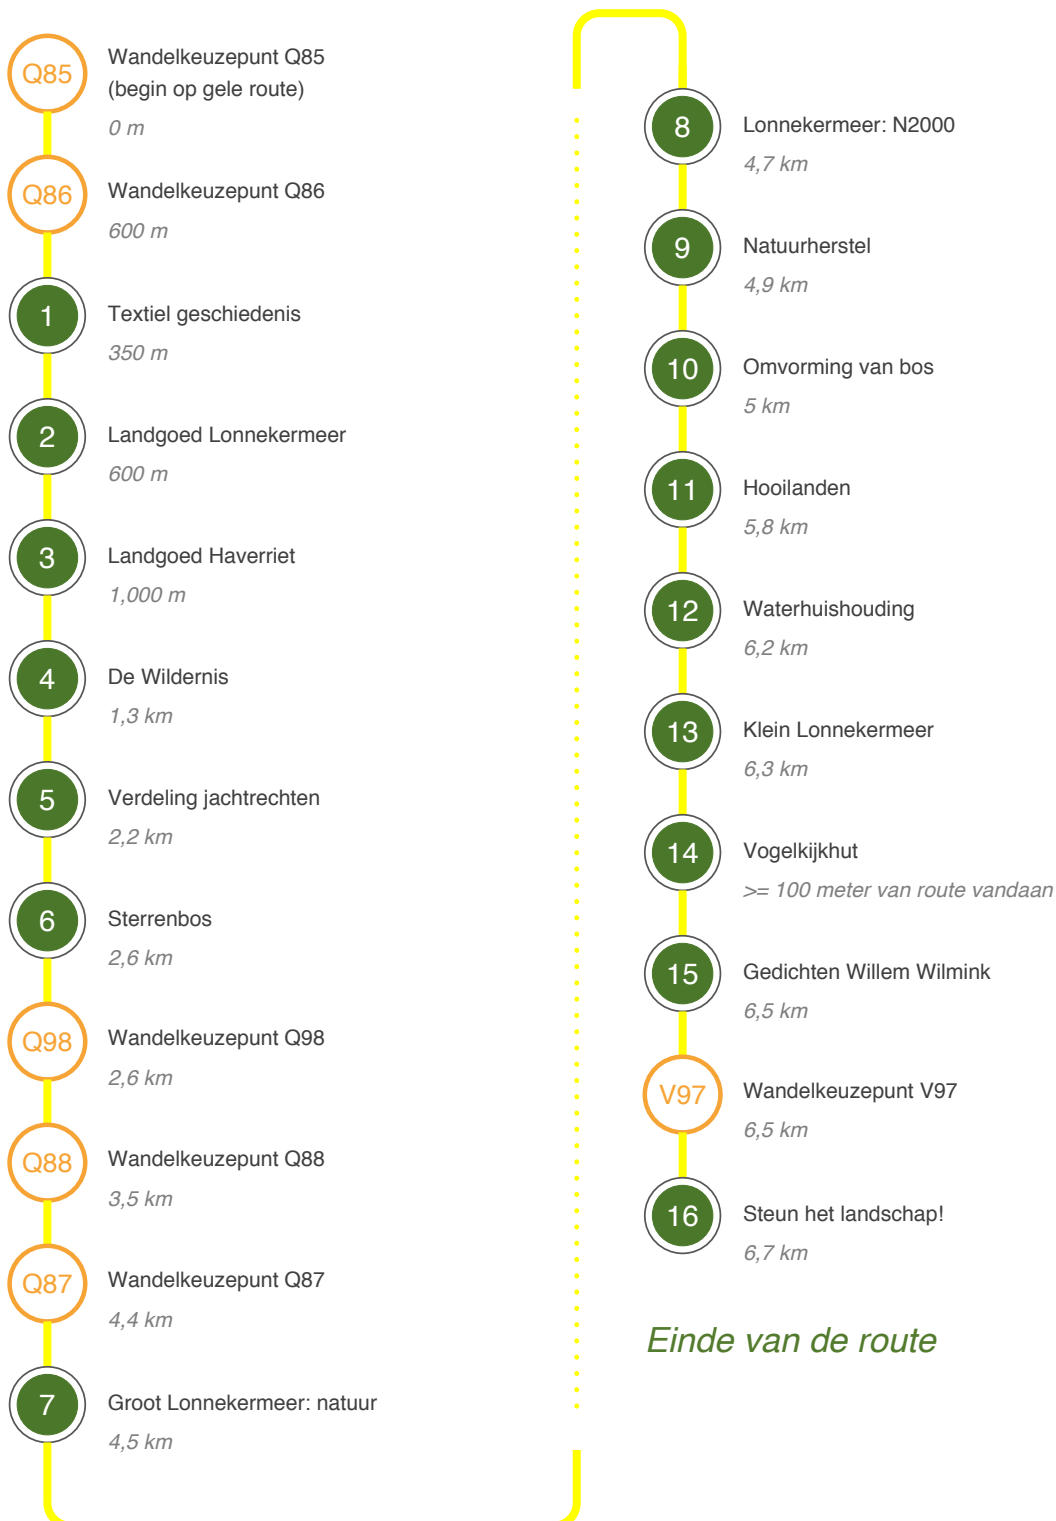 Q85
Wandelkeuzepunt Q85
(begin op gele route)
0 m
Q86
Wandelkeuzepunt Q86
600 m
1
Textiel geschiedenis
350 m
2
Landgoed Lonnekermeer
600 m
3
Landgoed Haverriet
1,000 m
4
De Wildernis
1,3 km
5
Verdeling jachtrechten
2,2 km
6
Sterrenbos
2,6 km
Q98
Wandelkeuzepunt Q98
2,6 km
Q88
Wandelkeuzepunt Q88
3,5 km
Q87
Wandelkeuzepunt Q87
4,4 km
7
Groot Lonnekermeer: natuur
4,5 km
8
Lonnekermeer: N2000
4,7 km
9
Natuurherstel
4,9 km
10
Omvorming van bos
5 km
11
Hooilanden
5,8 km
12
Waterhuishouding
6,2 km
13
Klein Lonnekermeer
6,3 km
14
Vogelkijkhut
>= 100 meter van route vandaan
15
Gedichten Willem Wilmink
6,5 km
V97
Wandelkeuzepunt V97
6,5 km
16
Steun het landschap!
6,7 km
Einde van de route